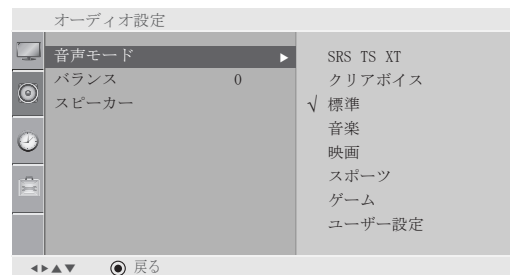 オーディオ設定
音声モード ▶
バランス 0
スピーカー
SRS TS XT
クリアボイス
√ 標準
音楽
映画
スポーツ
ゲーム
ユーザー設定
◀▶▲▼ ◉ 戻る